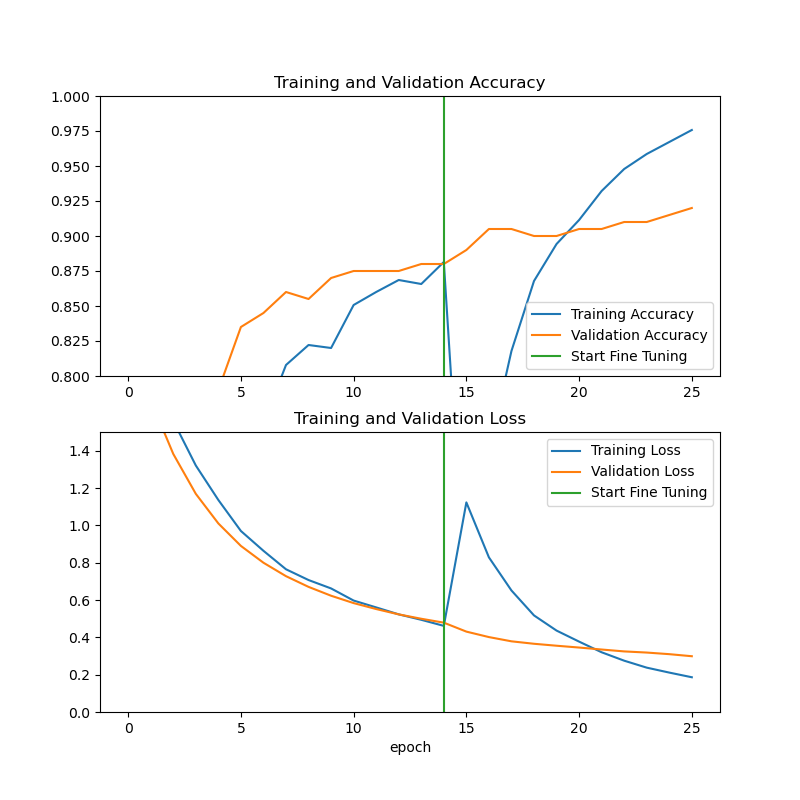 Training and Validation Accuracy
1.000
0.975
0.950
0.925
0.900
0.875
0.850
0.825
0.800
Training Accuracy
Validation Accuracy
Start Fine Tuning
0 5 10 15 20 25
Training and Validation Loss
1.4
1.2
1.0
0.8
0.6
0.4
0.2
0.0
Training Loss
Validation Loss
Start Fine Tuning
0 5 10 15 20 25
epoch